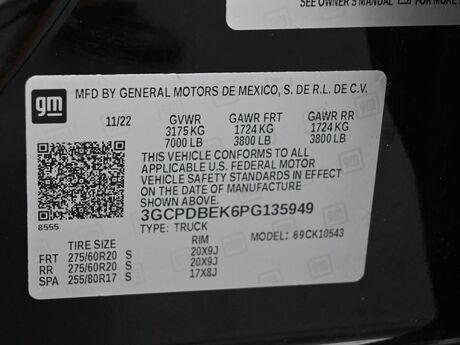 SEE OWNER'S MANUAL FOR MORE
gm
MFD BY GENERAL MOTORS DE MEXICO, S. DE R.L. DE C.V.
11/22 GVWR GAWR FRT GAWR RR
3175 KG 1724 KG 1724 KG
7000 LB 3800 LB 3800 LB
THIS VEHICLE CONFORMS TO ALL
APPLICABLE U.S. FEDERAL MOTOR
VEHICLE SAFETY STANDARDS IN EFFECT
ON THE DATE OF MANUFACTURE
SHOWN ABOVE.
8555 3GCPDBEK6PG135949
TYPE: TRUCK MODEL: 69CK10543
TIRE SIZE RIM
FRT 275/60R20 S 20X9J
RR 275/60R20 S 20X9J
SPA 255/80R17 S 17X8J